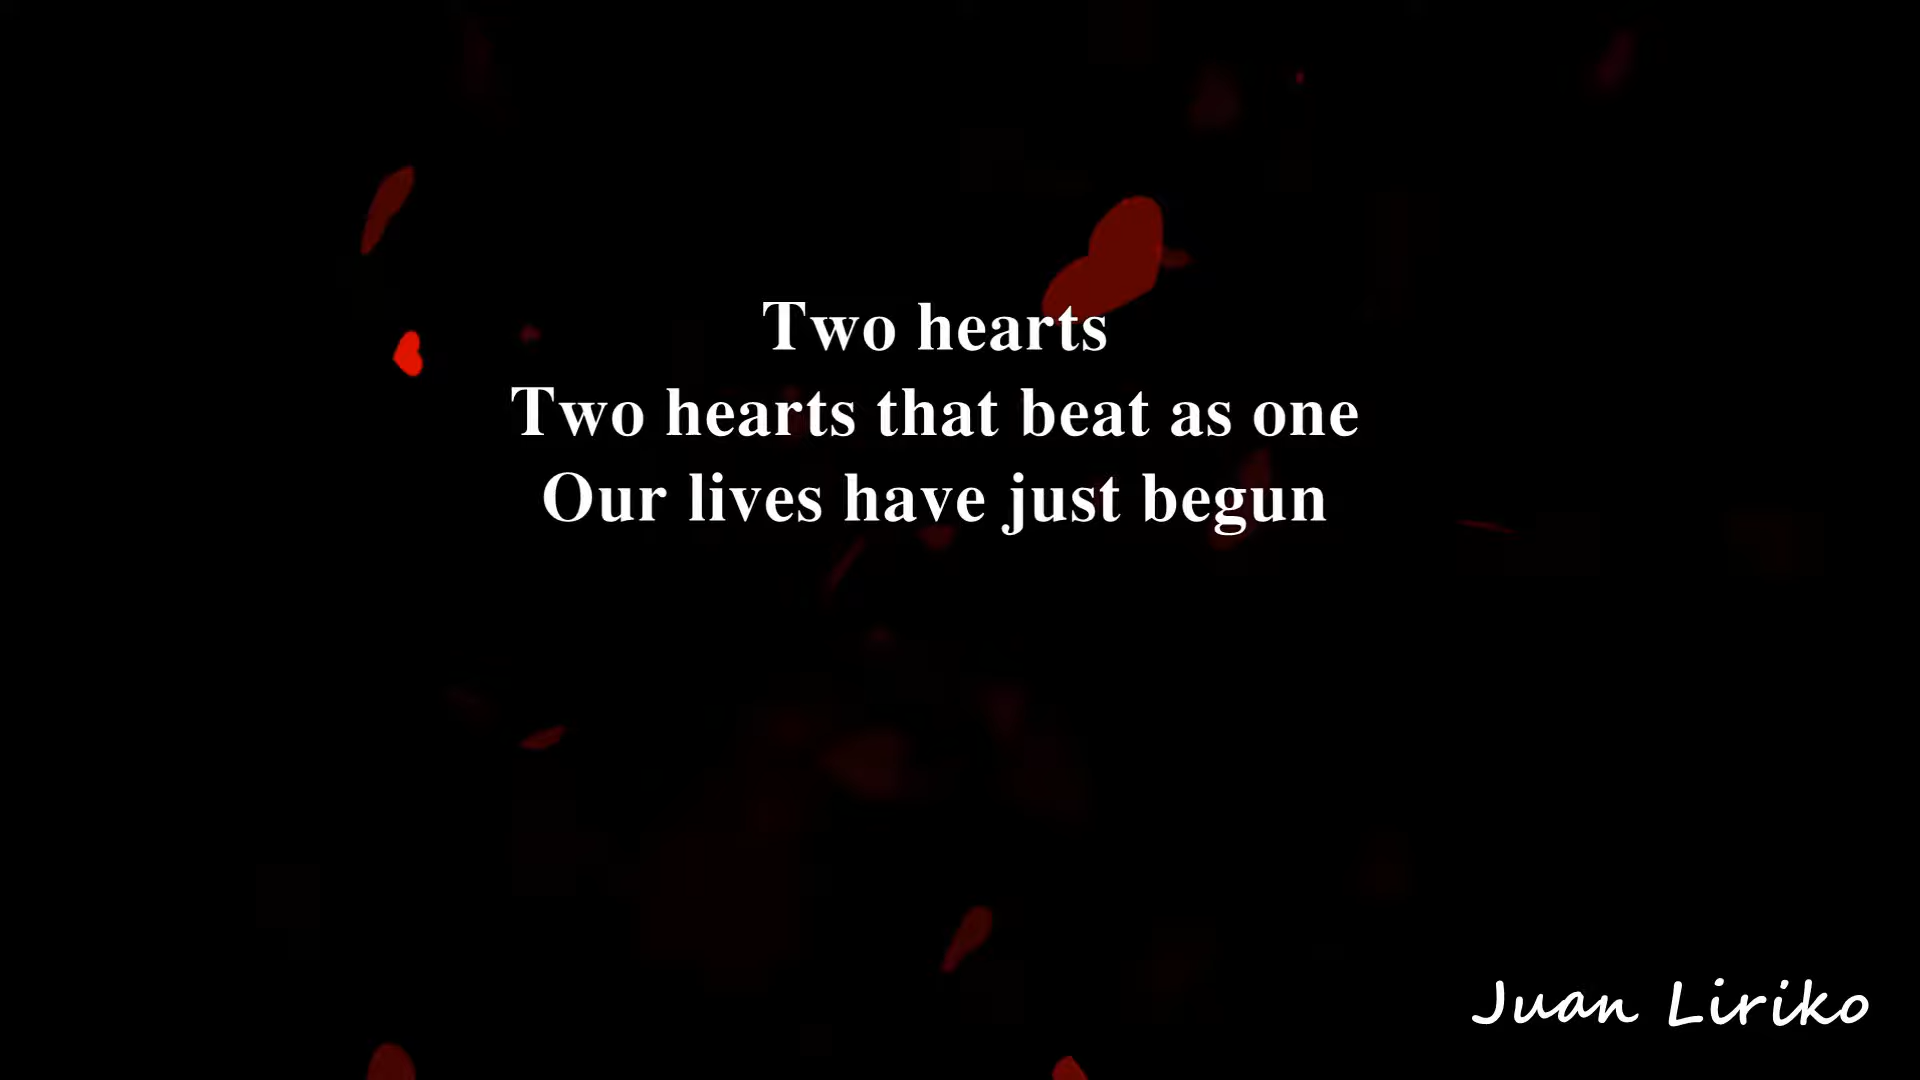 Two hearts
Two hearts that beat as one
Our lives have just begun
Juan Liriko